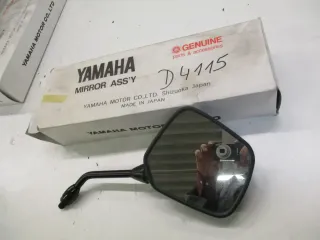 YAMAHA
MIRROR ASS'Y
GENUINE
parts & accessories
D4115
YAMAHA MOTOR CO.,LTD. Shizuoka Japan
MADE IN JAPAN
YAMAHA MOTOR